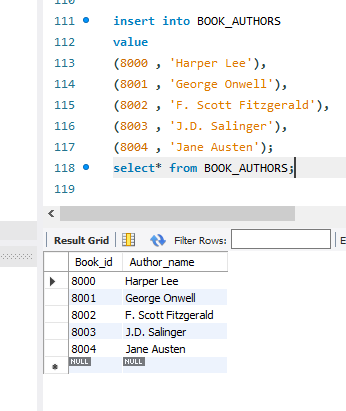 110
111 insert into BOOK_AUTHORS
112 value
113 (8000 , 'Harper Lee'),
114 (8001 , 'George Onwell'),
115 (8002 , 'F. Scott Fitzgerald'),
116 (8003 , 'J.D. Salinger'),
117 (8004 , 'Jane Austen');
118 select* from BOOK_AUTHORS;
119
Result Grid Filter Rows: E
Book_id Author_name
8000 Harper Lee
8001 George Onwell
8002 F. Scott Fitzgerald
8003 J.D. Salinger
8004 Jane Austen
NULL NULL